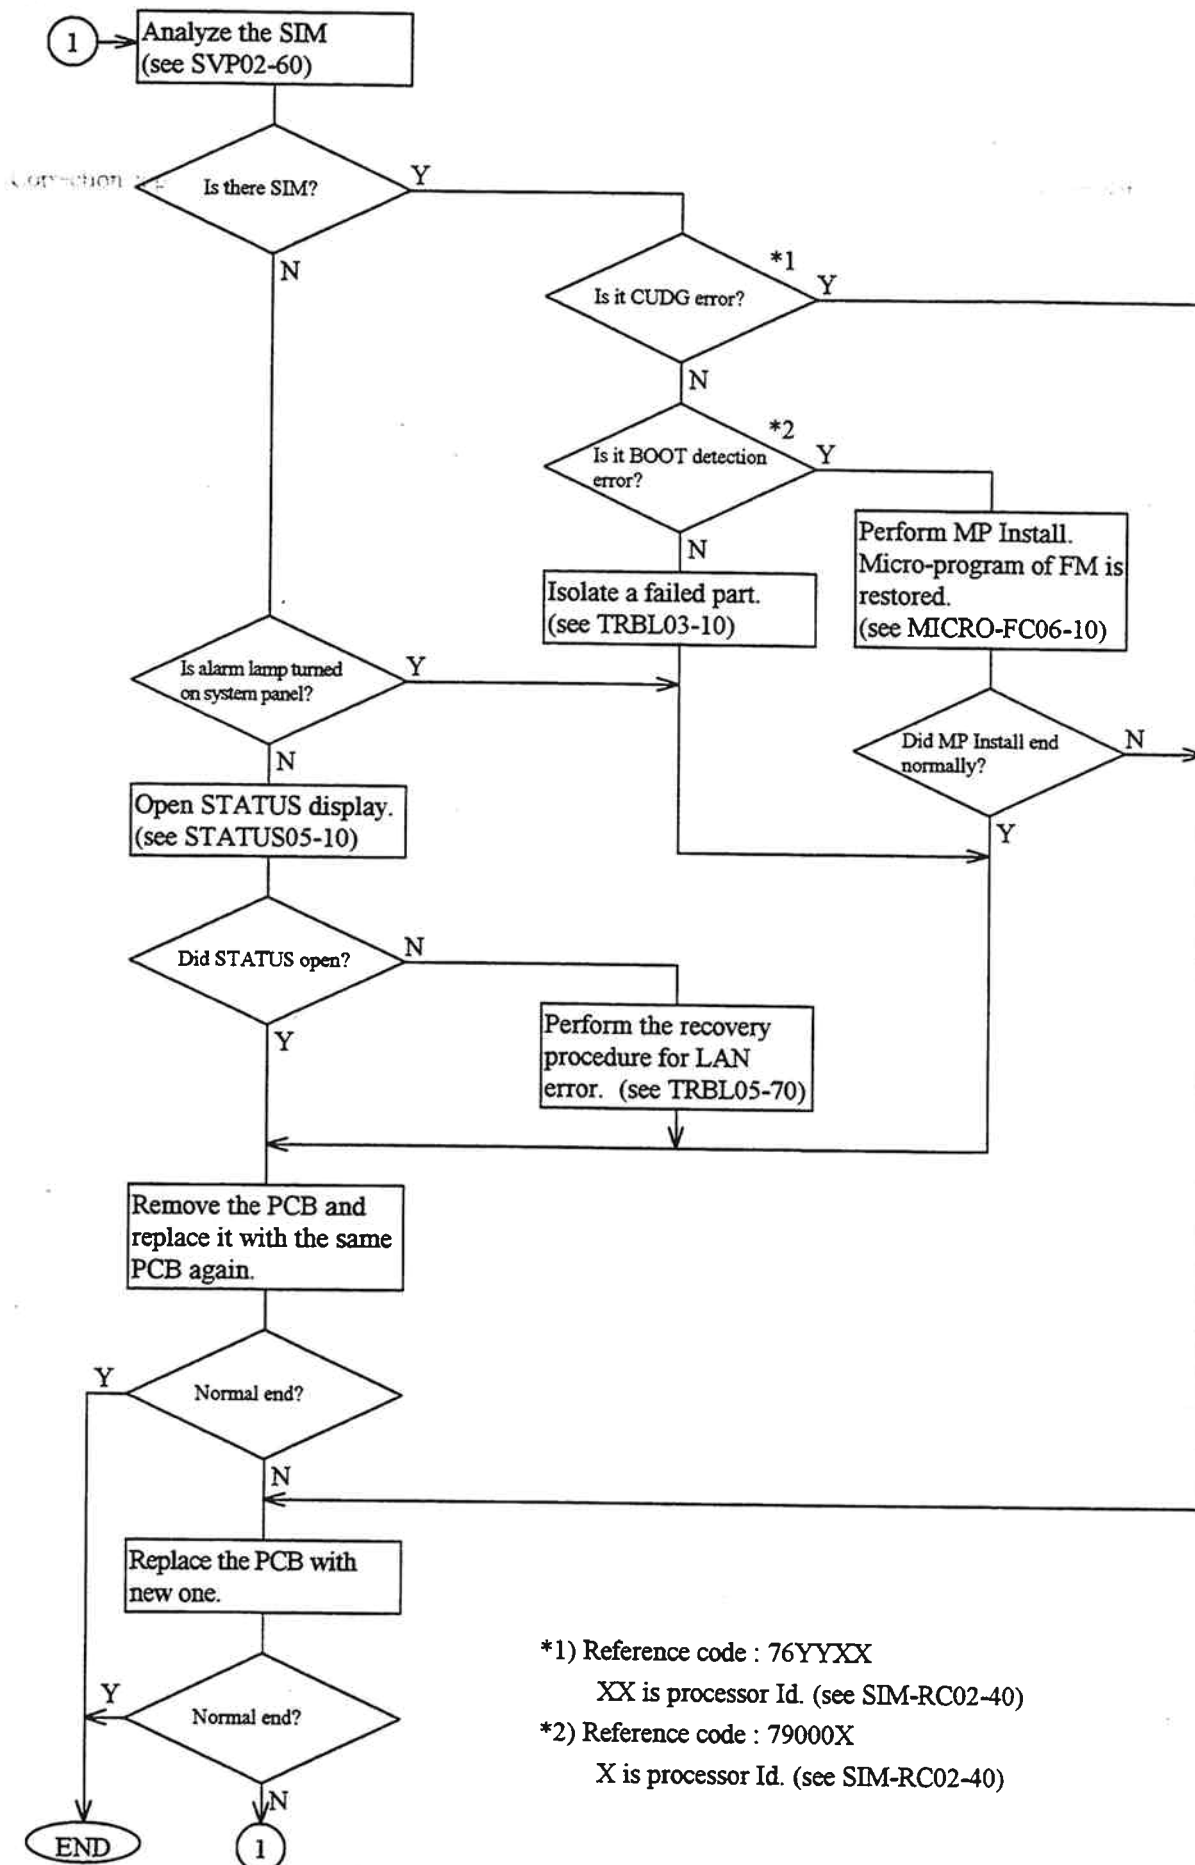 1
Analyze the SIM
(see SVP02-60)
Is there SIM?
Y
N
*1
Is it CUDG error?
Y
N
*2
Is it BOOT detection
error?
Y
N
Perform MP Install.
Micro-program of FM is
restored.
(see MICRO-FC06-10)
Isolate a failed part.
(see TRBL03-10)
Is alarm lamp turned
on system panel?
Y
N
Did MP Install end
normally?
N
Y
Open STATUS display.
(see STATUS05-10)
Did STATUS open?
N
Y
Perform the recovery
procedure for LAN
error. (see TRBL05-70)
Remove the PCB and
replace it with the same
PCB again.
Normal end?
Y
N
Replace the PCB with
new one.
Normal end?
Y
N
END
1
*1) Reference code : 76YYXX
XX is processor Id. (see SIM-RC02-40)
*2) Reference code : 79000X
X is processor Id. (see SIM-RC02-40)